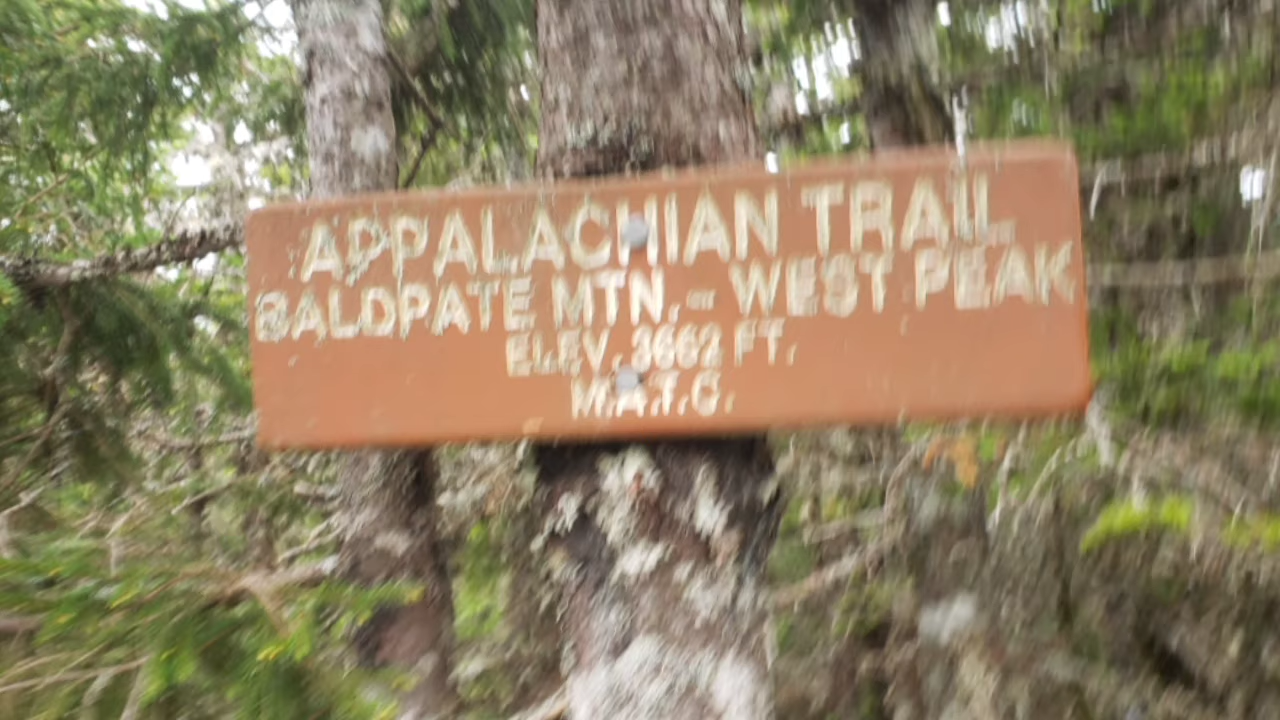 APPALACHIAN TRAIL
BALDPATE MTN. - WEST PEAK
ELEV. 3662 FT.
M.A.T.C.